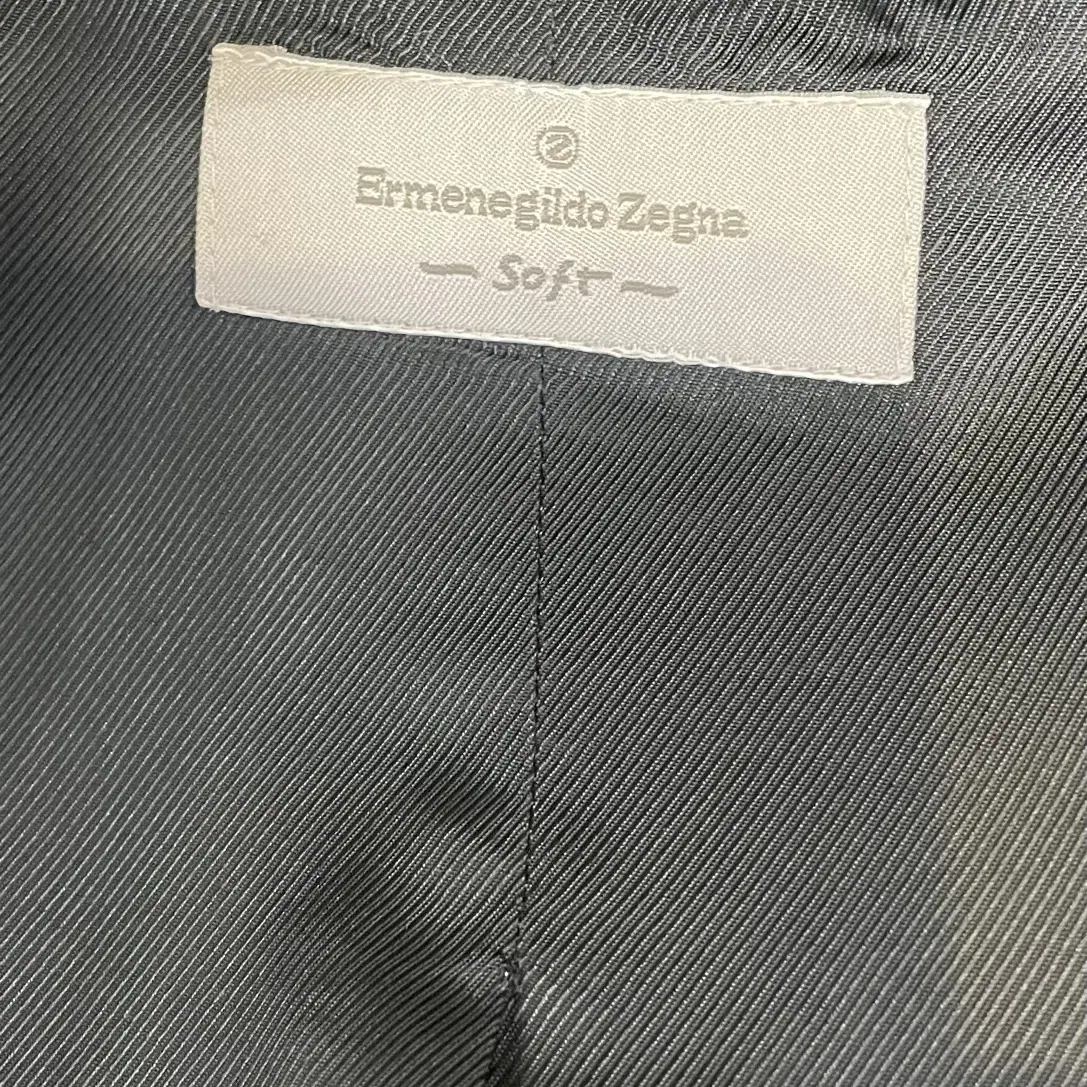 Z
Ermenegildo Zegna
— Soft —